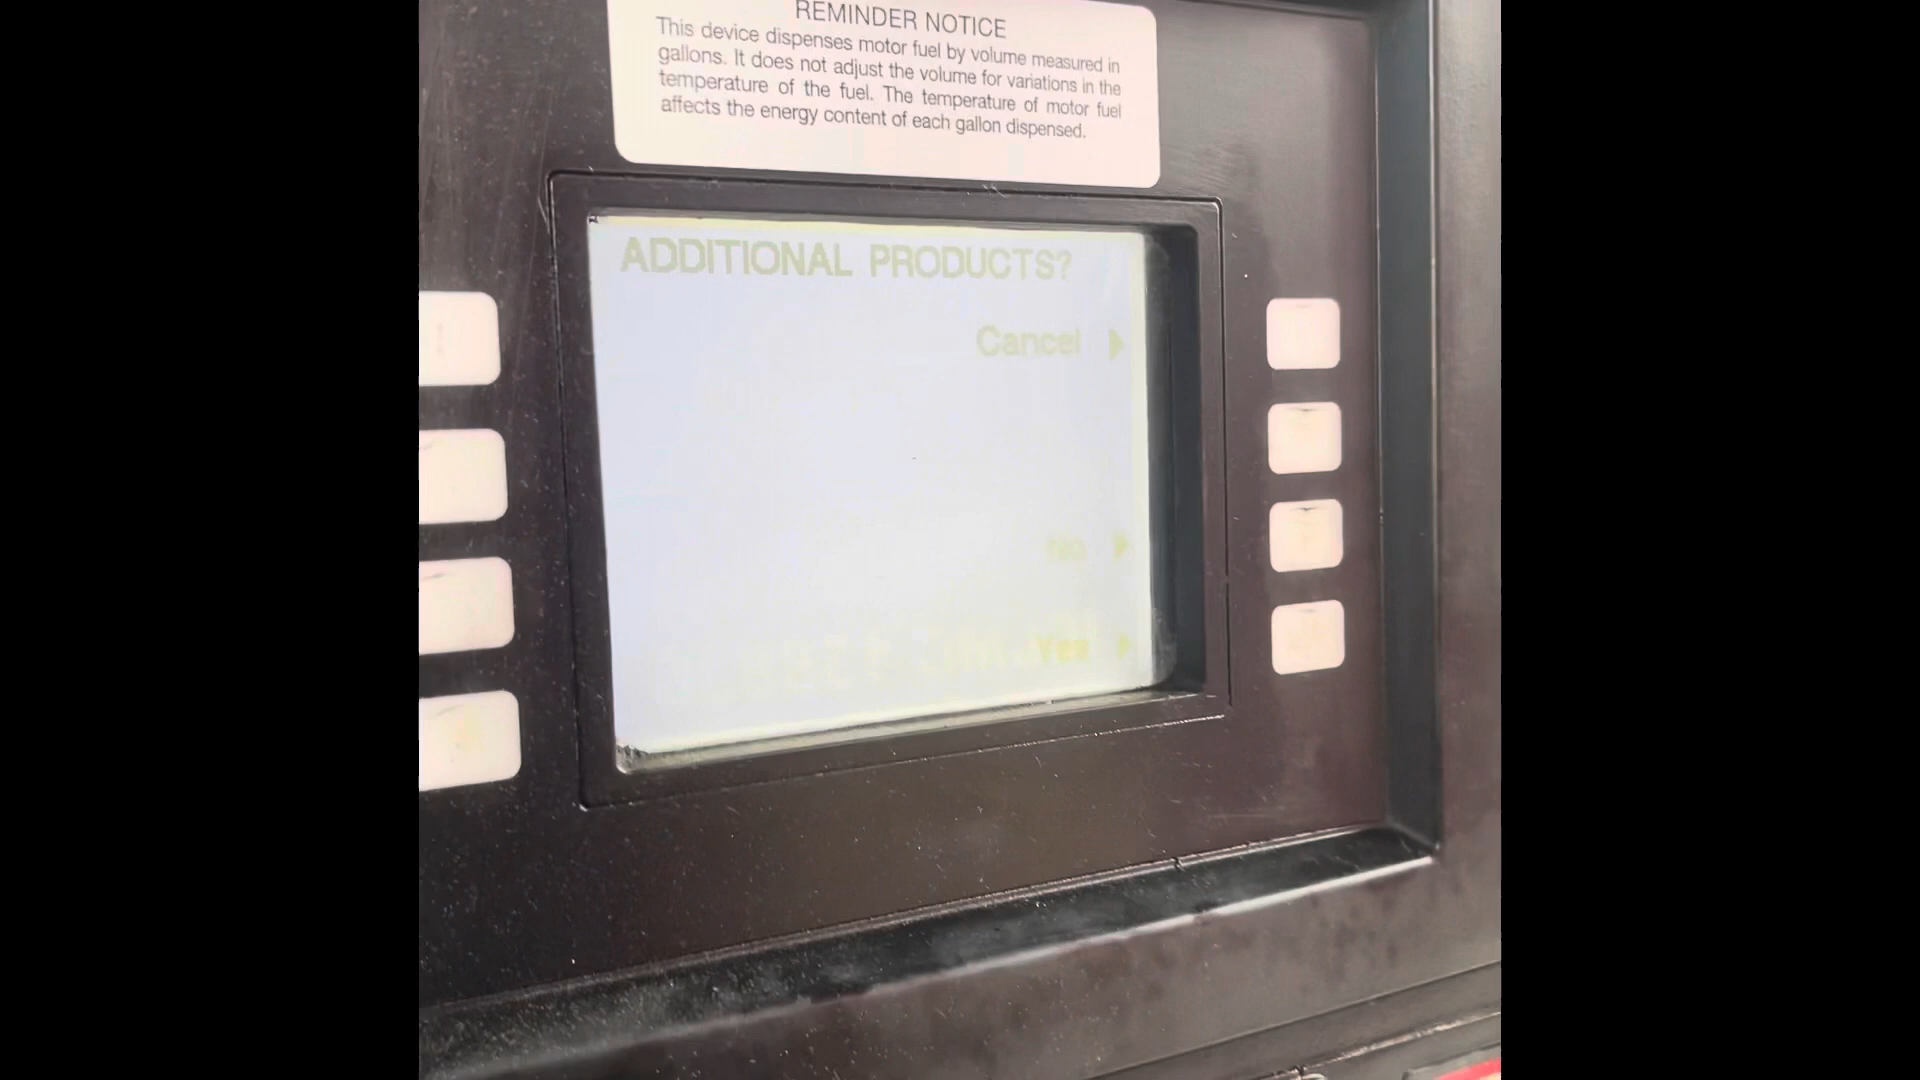 REMINDER NOTICE
This device dispenses motor fuel by volume measured in
gallons. It does not adjust the volume for variations in the
temperature of the fuel. The temperature of motor fuel
affects the energy content of each gallon dispensed.
ADDITIONAL PRODUCTS?
Cancel
No
Yes